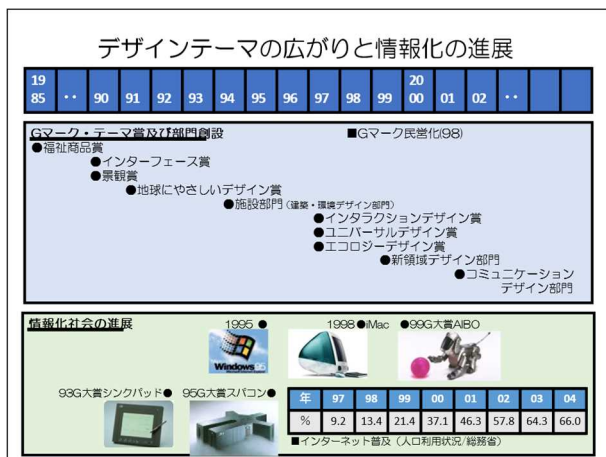 デザインテーマの広がりと情報化の進展
19 85 ‥ 90 91 92 93 94 95 96 97 98 99 20 00 01 02 ‥
Gマーク・テーマ賞及び部門創設
■Gマーク民営化(98)
●福祉商品賞
●インターフェース賞
●景観賞
●地球にやさしいデザイン賞
●施設部門(建築・環境デザイン部門)
●インタラクションデザイン賞
●ユニバーサルデザイン賞
●エコロジーデザイン賞
●新領域デザイン部門
●コミュニケーション
デザイン部門
情報化社会の進展
1995 ●
1998●iMac
●99G大賞AIBO
Windows 95
93G大賞シンクパッド●
95G大賞スパコン●
年 97 98 99 00 01 02 03 04
% 9.2 13.4 21.4 37.1 46.3 57.8 64.3 66.0
■インターネット普及(人口利用状況/総務省)